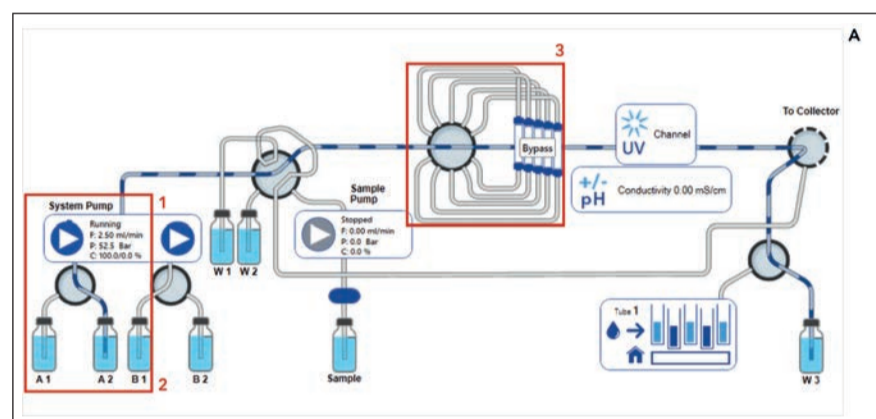 A
3
To Collector
Bypass
UV
Channel
+/-
pH
Conductivity 0.00 mS/cm
System Pump
1
Sample
Pump
Running
F: 2.50 ml/min
P: 52.5 Bar
C: 100.0/0.0 %
Stopped
F: 0.00 ml/min
P: 0.0 Bar
C: 0.0 %
W 1
W 2
Tube 1
A 1
A 2
B 1
2
B 2
Sample
W 3